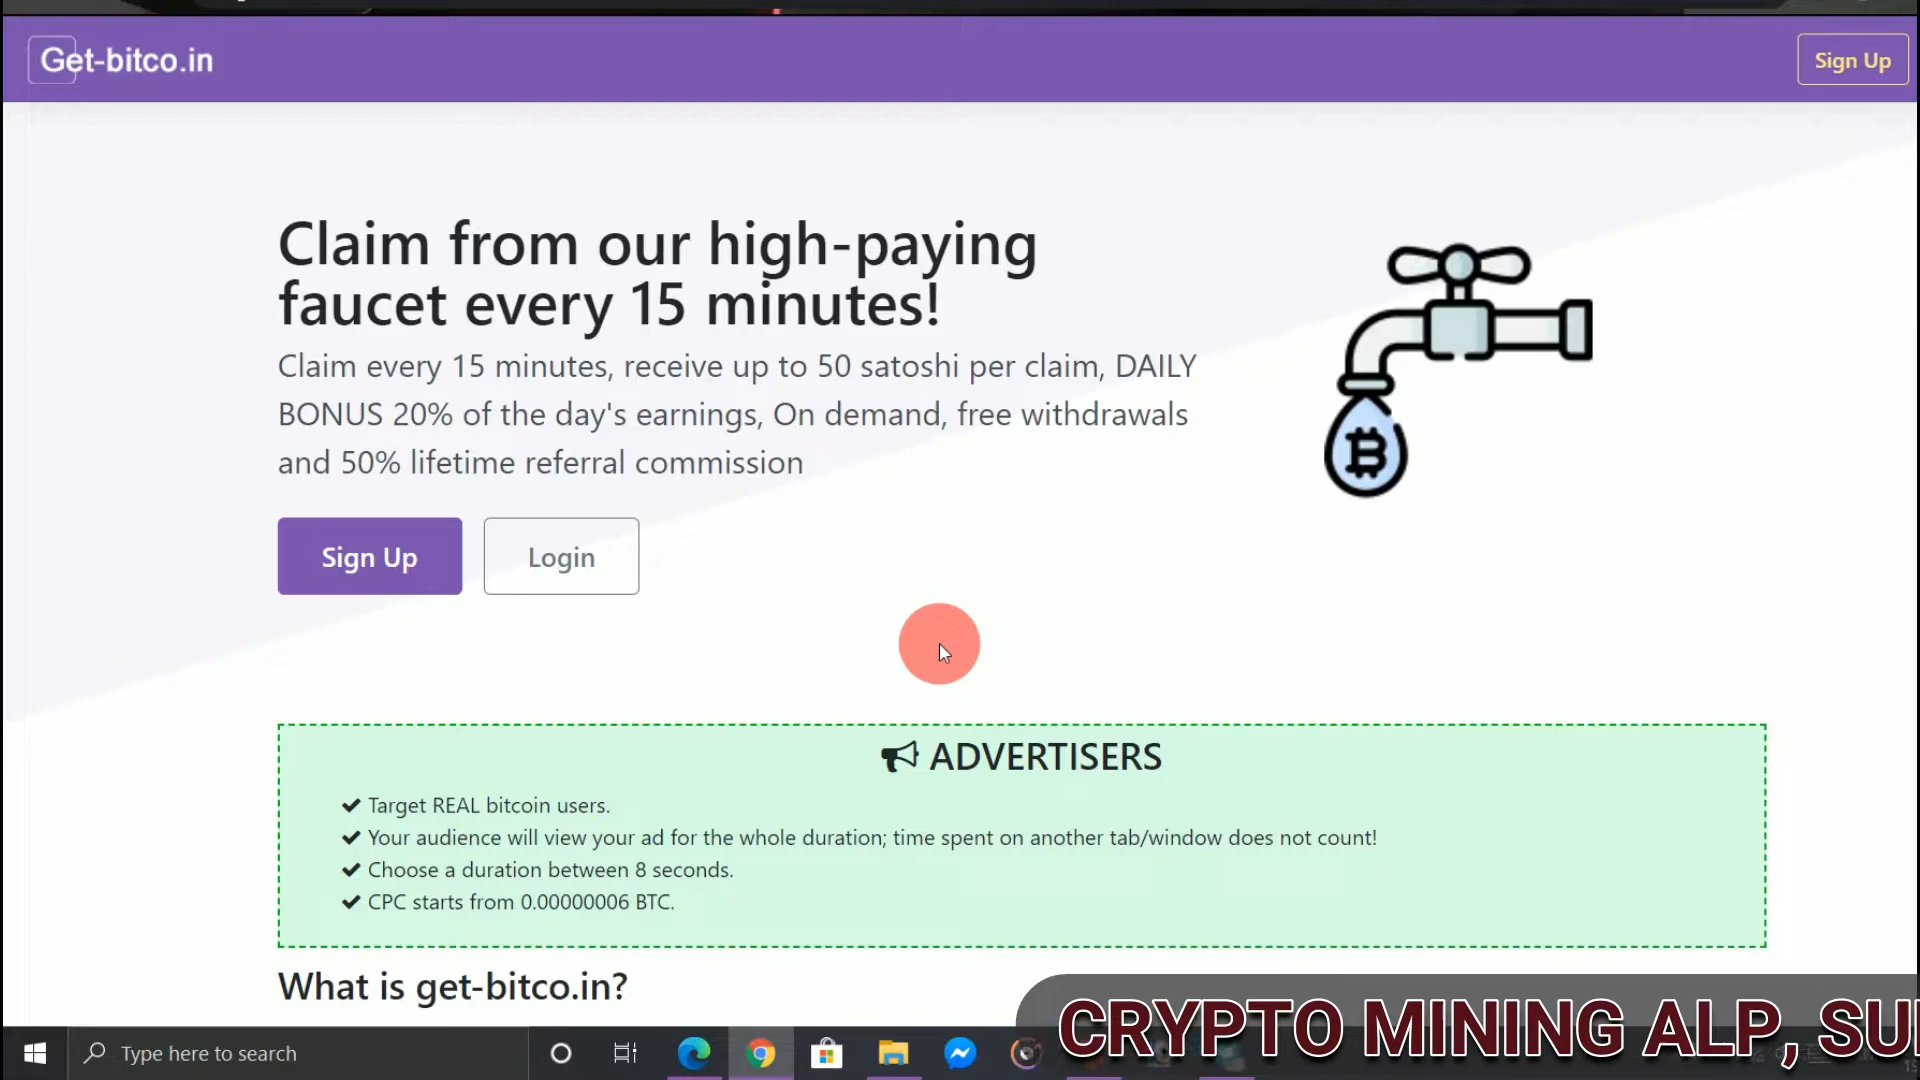 Get-bitco.in
Sign Up
Claim from our high-paying
faucet every 15 minutes!
Claim every 15 minutes, receive up to 50 satoshi per claim, DAILY
BONUS 20% of the day's earnings, On demand, free withdrawals
and 50% lifetime referral commission
Sign Up
Login
ADVERTISERS
Target REAL bitcoin users.
Your audience will view your ad for the whole duration; time spent on another tab/window does not count!
Choose a duration between 8 seconds.
CPC starts from 0.00000006 BTC.
What is get-bitco.in?
CRYPTO MINING ALP, SU
Type here to search